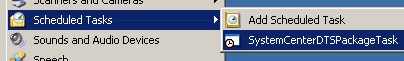 Scanners and Cameras
Scheduled Tasks
Add Scheduled Task
Sounds and Audio Devices
SystemCenterDTSPackageTask
Speech